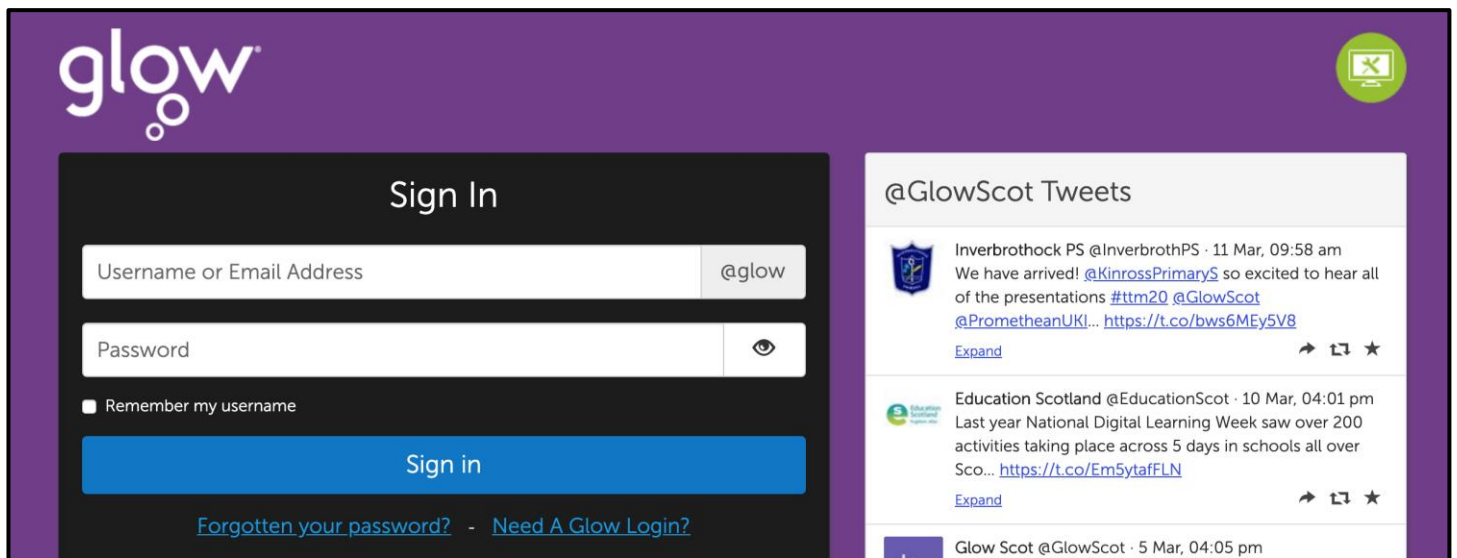 glow
Sign In
Username or Email Address
@glow
Password
Remember my username
Sign in
Forgotten your password? - Need A Glow Login?
@GlowScot Tweets
Inverbrothock PS @InverbrothPS · 11 Mar, 09:58 am
We have arrived! @KinrossPrimaryS so excited to hear all
of the presentations #ttm20 @GlowScot
@PrometheanUKI... https://t.co/bws6MEy5V8
Expand
Education Scotland @EducationScot · 10 Mar, 04:01 pm
Last year National Digital Learning Week saw over 200
activities taking place across 5 days in schools all over
Sco... https://t.co/Em5ytafFLN
Expand
Glow Scot @GlowScot · 5 Mar, 04:05 pm